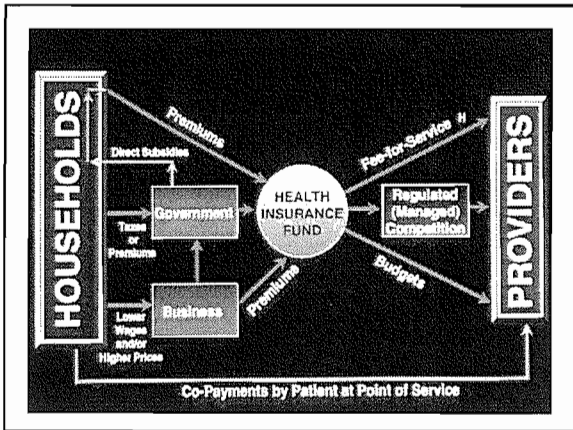 HOUSEHOLDS
Premiums
Direct Subsidies
Government
Taxes
or
Premiums
Business
Lower
Wages
and/or
Higher Prices
Premiums
HEALTH
INSURANCE
FUND
Fee-for-Service
Regulated
(Managed)
Competition
Budgets
PROVIDERS
Co-Payments by Patient at Point of Service